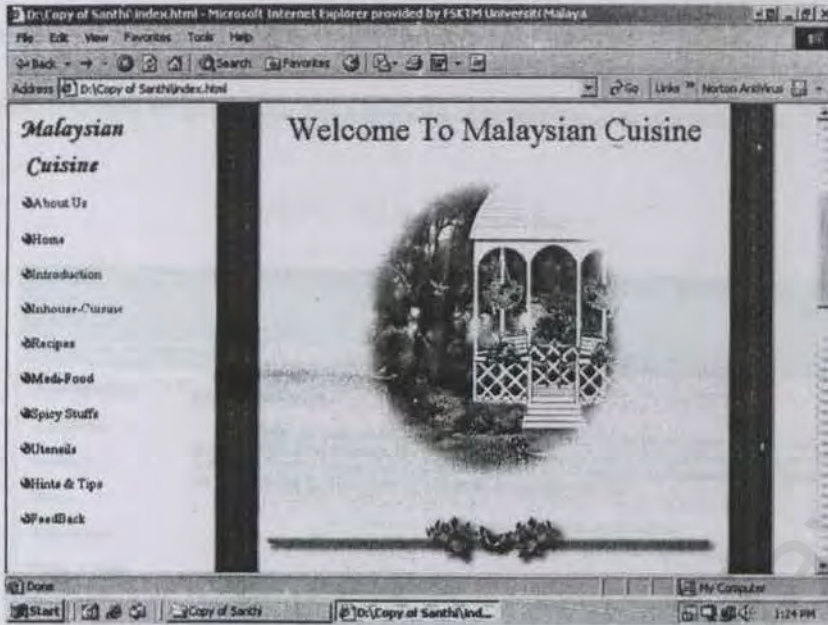 D:\Copy of Santhi\index.html - Microsoft Internet Explorer provided by FSKTM Universiti Malaya
File Edit View Favorites Tools Help
Back Search Favorites
Address D:\Copy of Santhi\index.html Go Links » Norton AntiVirus
Malaysian
Cuisine
About Us
Home
Introduction
Inhouse-Cuisine
Recipes
Medi-Food
Spicy Stuffs
Utensils
Hints & Tips
FeedBack
Welcome To Malaysian Cuisine
Done My Computer
Start Copy of Santhi D:\Copy of Santhi\ind... 1:24 PM